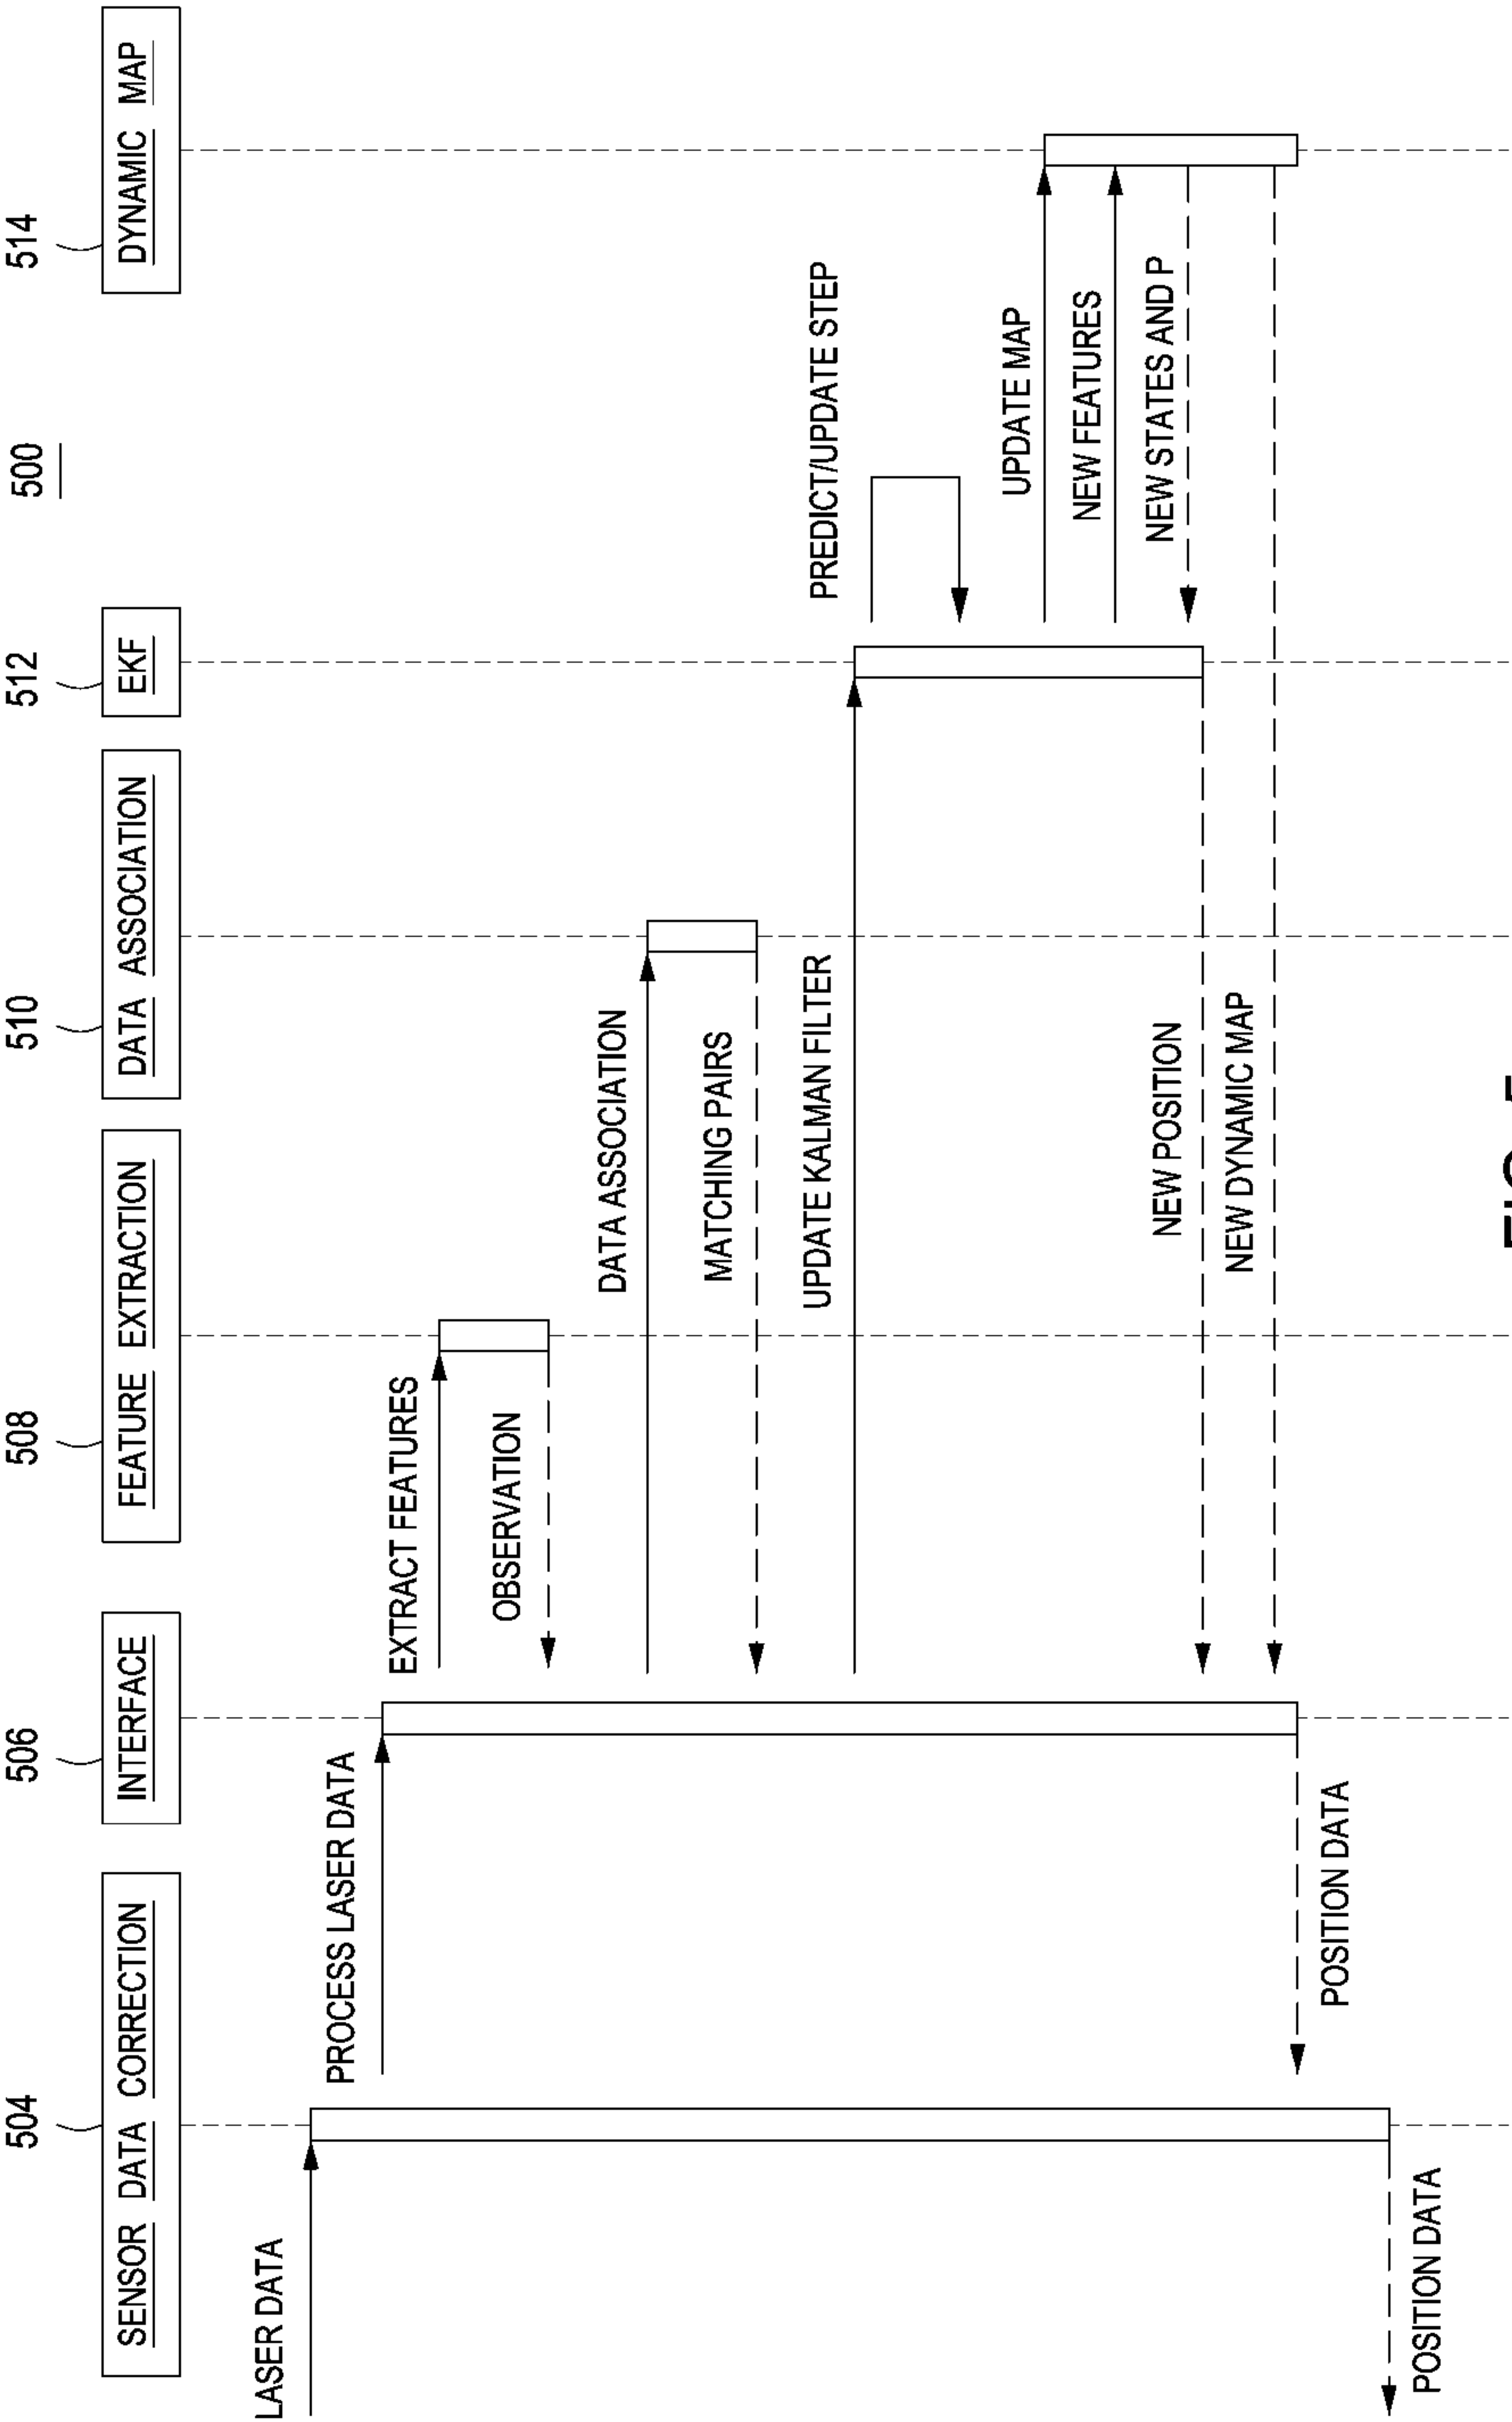 500
504
SENSOR DATA CORRECTION
506
INTERFACE
508
FEATURE EXTRACTION
510
DATA ASSOCIATION
512
EKF
514
DYNAMIC MAP
LASER DATA
PROCESS LASER DATA
EXTRACT FEATURES
OBSERVATION
DATA ASSOCIATION
MATCHING PAIRS
UPDATE KALMAN FILTER
PREDICT/UPDATE STEP
UPDATE MAP
NEW FEATURES
NEW STATES AND P
NEW POSITION
NEW DYNAMIC MAP
POSITION DATA
POSITION DATA